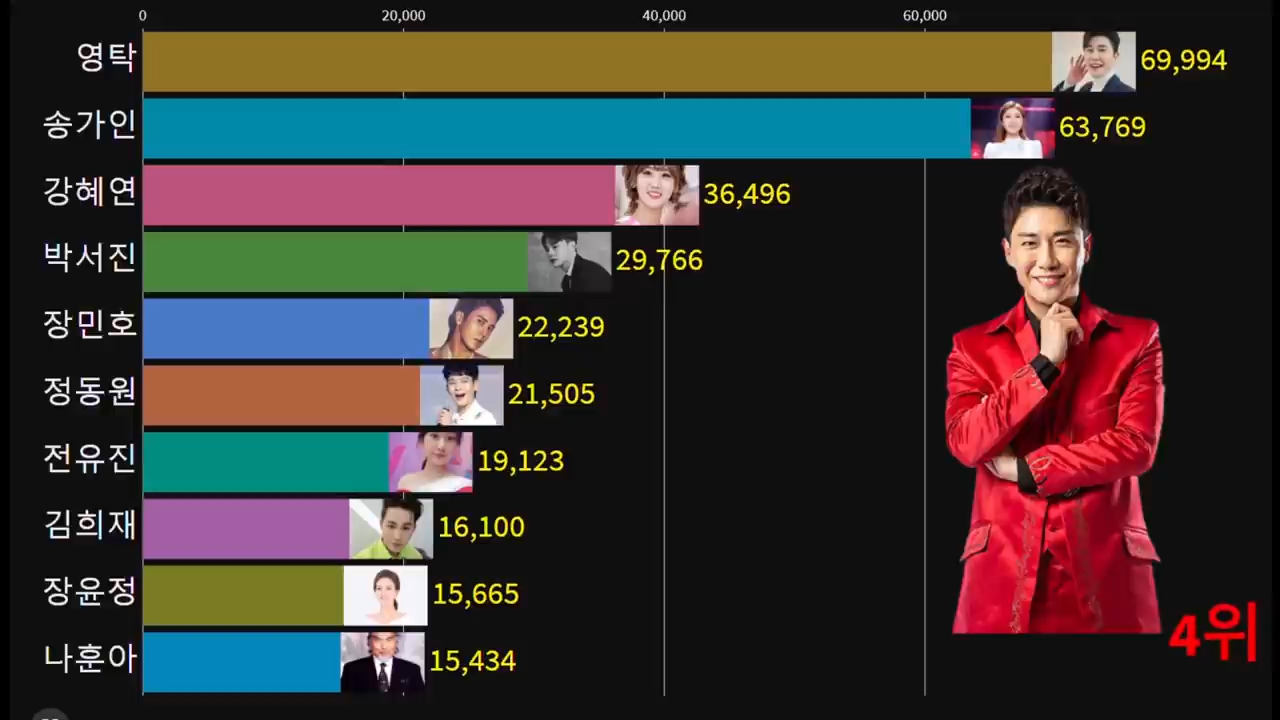 0 20,000 40,000 60,000
영탁 69,994
송가인 63,769
강혜연 36,496
박서진 29,766
장민호 22,239
정동원 21,505
전유진 19,123
김희재 16,100
장윤정 15,665
나훈아 15,434
4위